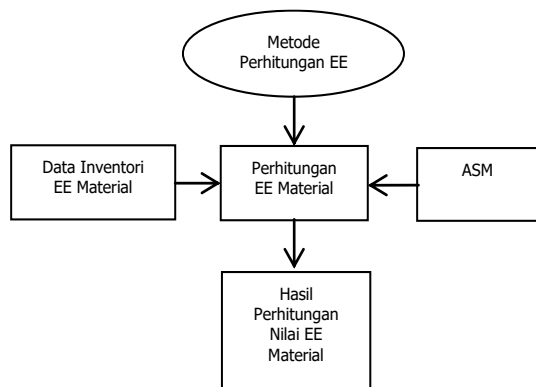 Metode
Perhitungan EE
Data Inventori
EE Material
Perhitungan
EE Material
ASM
Hasil
Perhitungan
Nilai EE
Material